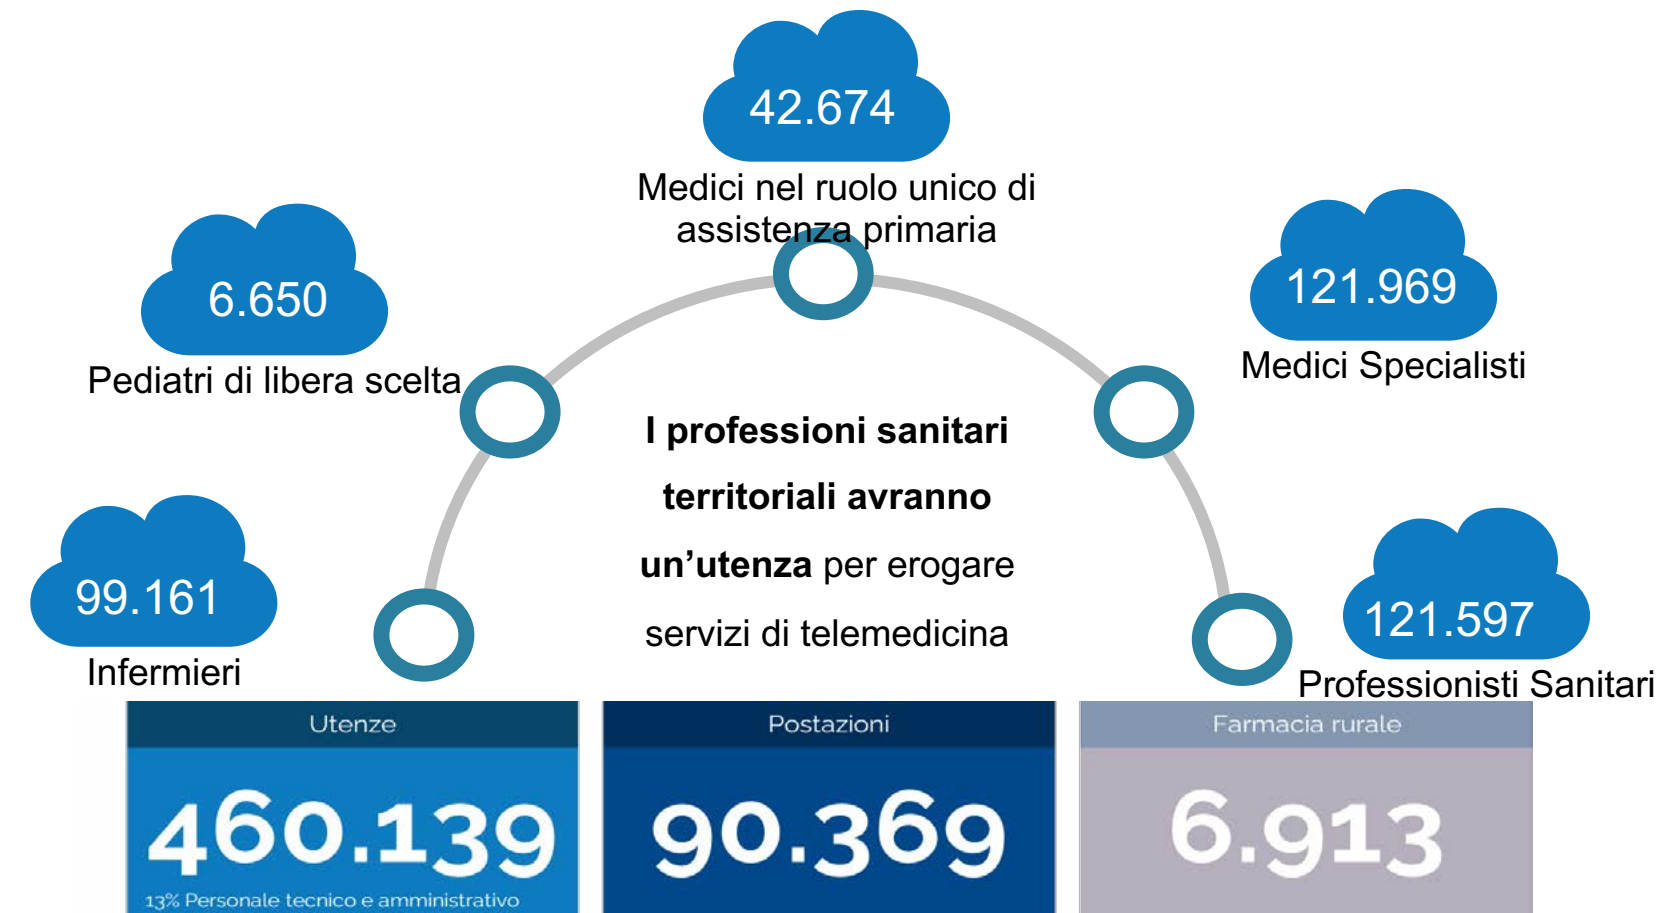 42.674
Medici nel ruolo unico di
assistenza primaria
6.650
Pediatri di libera scelta
121.969
Medici Specialisti
I professioni sanitari
territoriali avranno
un’utenza per erogare
servizi di telemedicina
99.161
Infermieri
121.597
Professionisti Sanitari
Utenze
460.139
13% Personale tecnico e amministrativo
Postazioni
90.369
Farmacia rurale
6.913